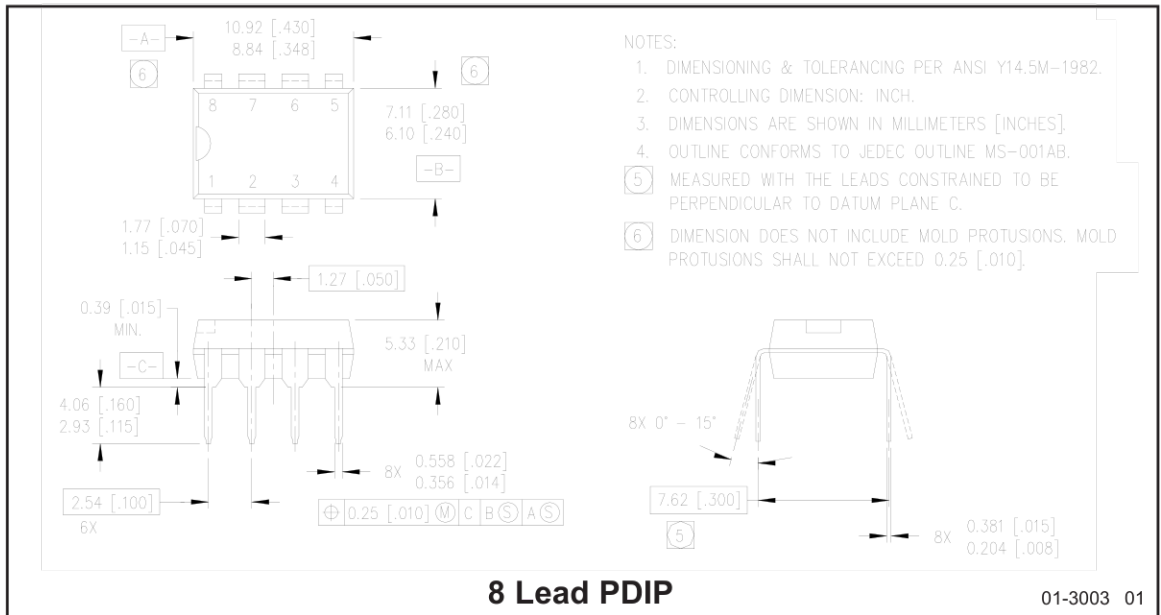 10.92 [.430]
8.84 [.348]
-A-
6
6
8 7 6 5
7.11 [.280]
6.10 [.240]
-B-
1 2 3 4
1.77 [.070]
1.15 [.045]
1.27 [.050]
0.39 [.015]
MIN.
-C-
5.33 [.210]
MAX
4.06 [.160]
2.93 [.115]
8X 0.558 [.022]
0.356 [.014]
2.54 [.100]
6X
⌖ 0.25 [.010] Ⓜ C B Ⓢ A Ⓢ
NOTES:
1. DIMENSIONING & TOLERANCING PER ANSI Y14.5M-1982.
2. CONTROLLING DIMENSION: INCH.
3. DIMENSIONS ARE SHOWN IN MILLIMETERS [INCHES].
4. OUTLINE CONFORMS TO JEDEC OUTLINE MS-001AB.
5 MEASURED WITH THE LEADS CONSTRAINED TO BE
PERPENDICULAR TO DATUM PLANE C.
6 DIMENSION DOES NOT INCLUDE MOLD PROTUSIONS. MOLD
PROTUSIONS SHALL NOT EXCEED 0.25 [.010].
8X 0° - 15°
7.62 [.300]
5
8X 0.381 [.015]
0.204 [.008]
8 Lead PDIP
01-3003 01